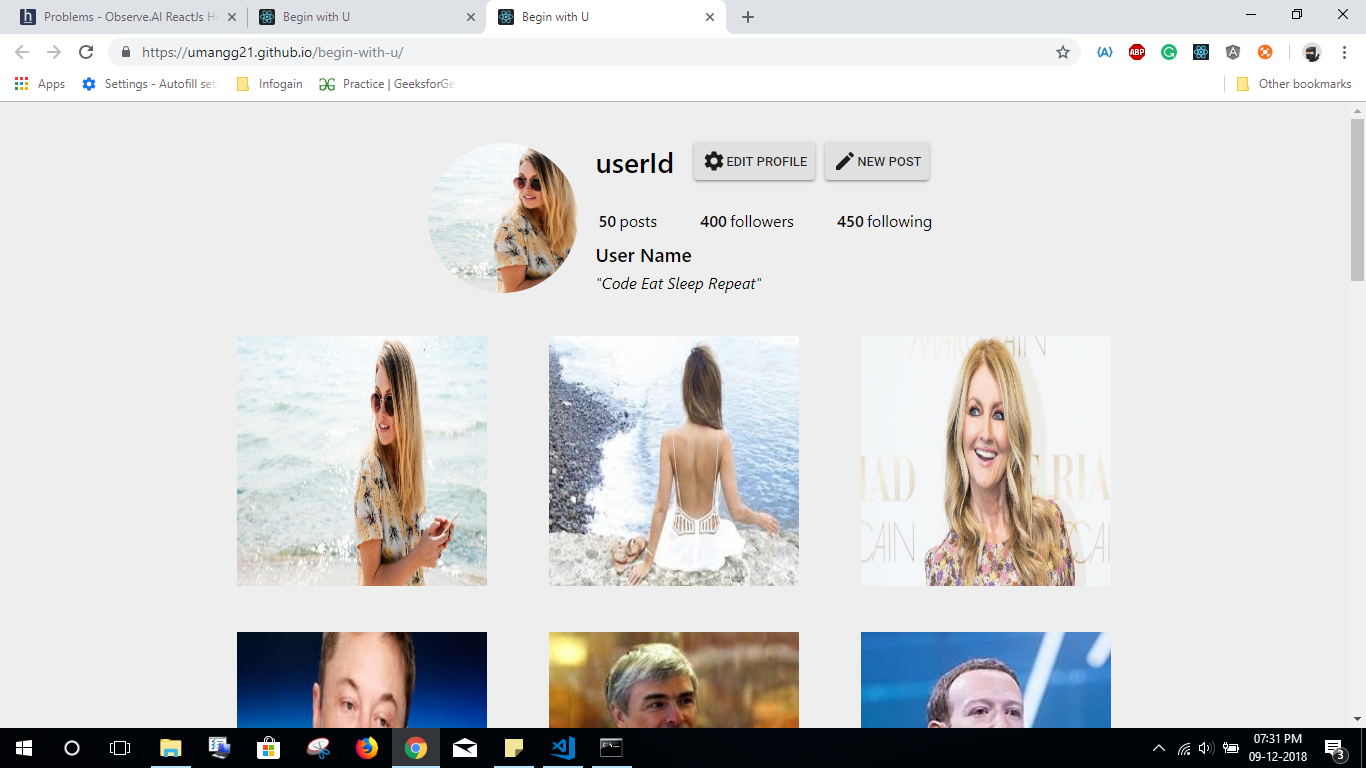 Problems - Observe.AI ReactJs Hi
Begin with U
Begin with U
https://umangg21.github.io/begin-with-u/
ABP
Apps
Settings - Autofill set
Infogain
Practice | GeeksforGe
Other bookmarks
userId
EDIT PROFILE
NEW POST
50 posts
400 followers
450 following
User Name
"Code Eat Sleep Repeat"
07:31 PM
09-12-2018
3